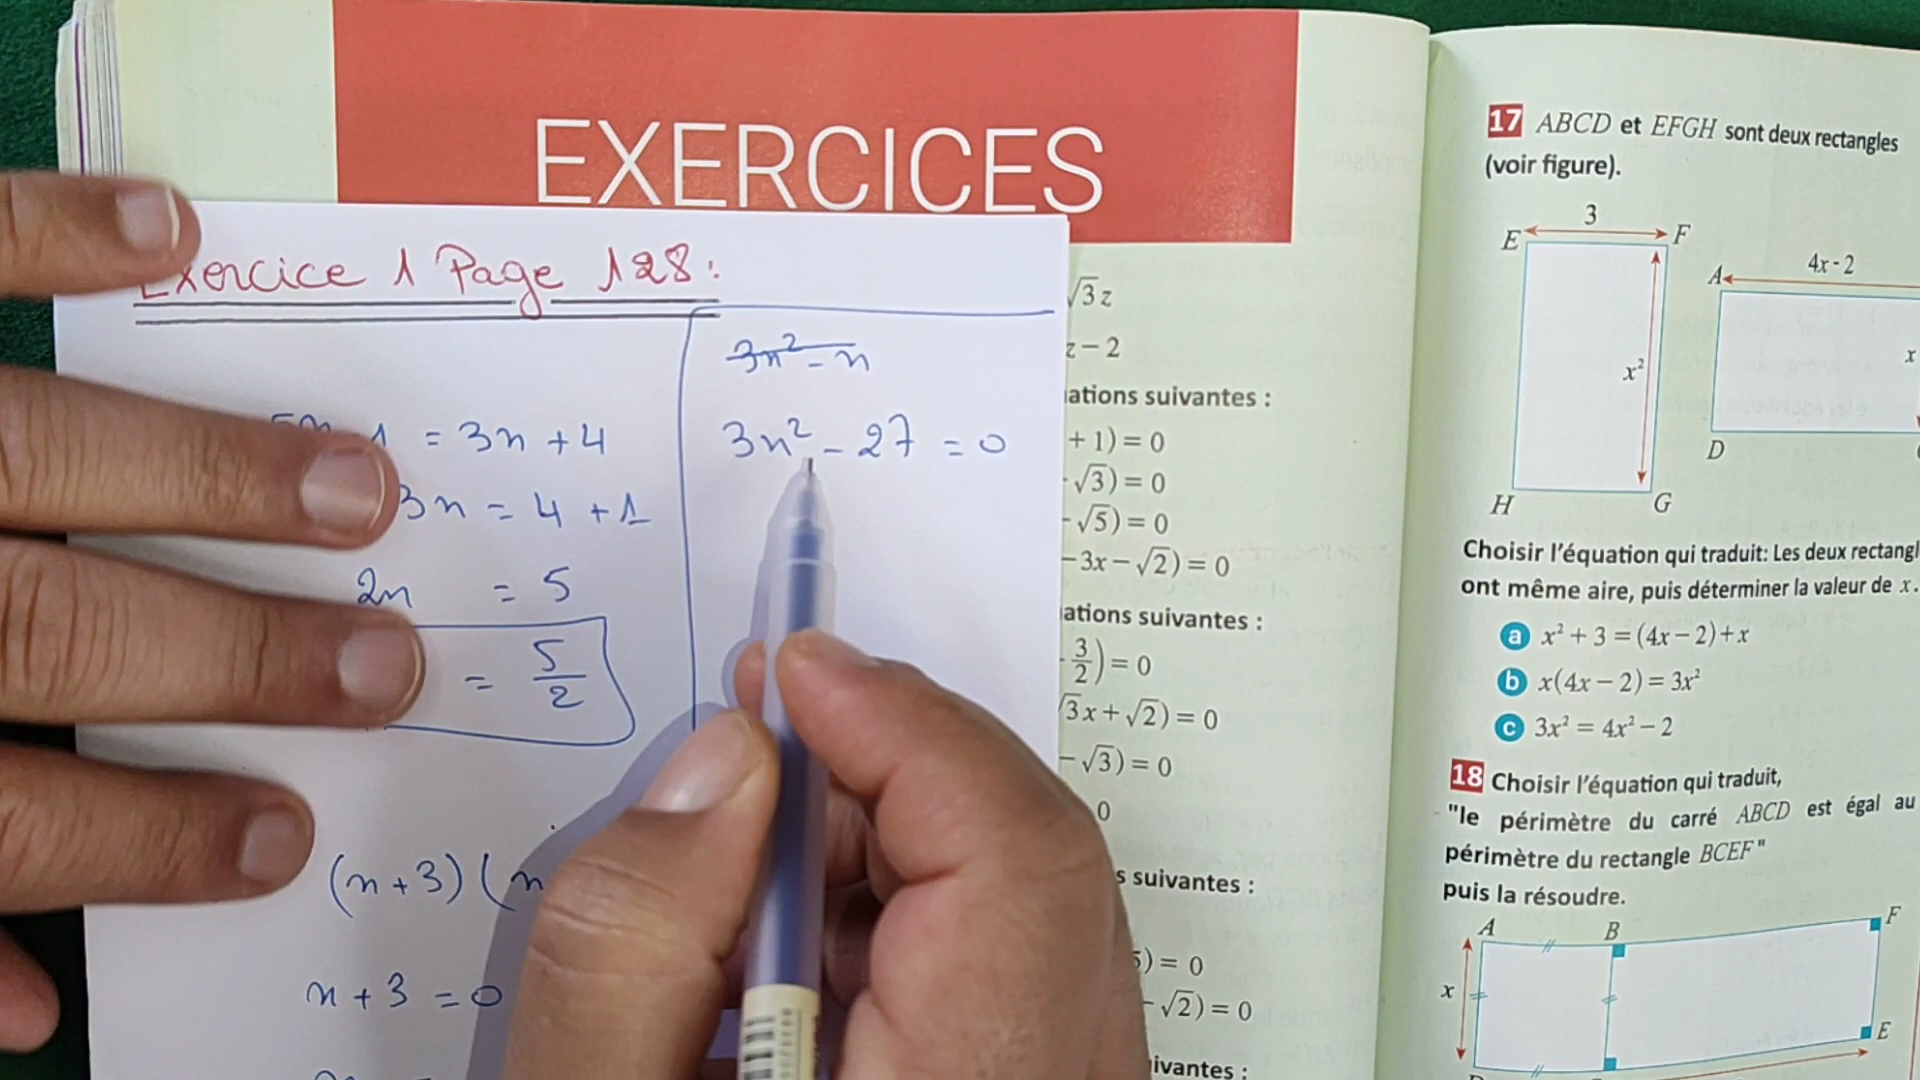 EXERCICES
Exercice 1 Page 128:
= 3x + 4
3x = 4 + 1
2x = 5
= 5/2
(x + 3) (x
x + 3 = 0
3x² - x
3x² - 27 = 0
√3 z
z − 2
ations suivantes :
+ 1) = 0
√3) = 0
−√5) = 0
−3x − √2) = 0
ations suivantes :
3/2) = 0
√3x + √2) = 0
−√3) = 0
0
s suivantes :
5) = 0
−√2) = 0
ivantes :
17 ABCD et EFGH sont deux rectangles
(voir figure).
3
E F
A 4x - 2
x²
x
D
H G
Choisir l'équation qui traduit: Les deux rectangl
ont même aire, puis déterminer la valeur de x.
a x² + 3 = (4x − 2) + x
b x(4x − 2) = 3x²
c 3x² = 4x² − 2
18 Choisir l'équation qui traduit,
"le périmètre du carré ABCD est égal au
périmètre du rectangle BCEF"
puis la résoudre.
A B F
x
E